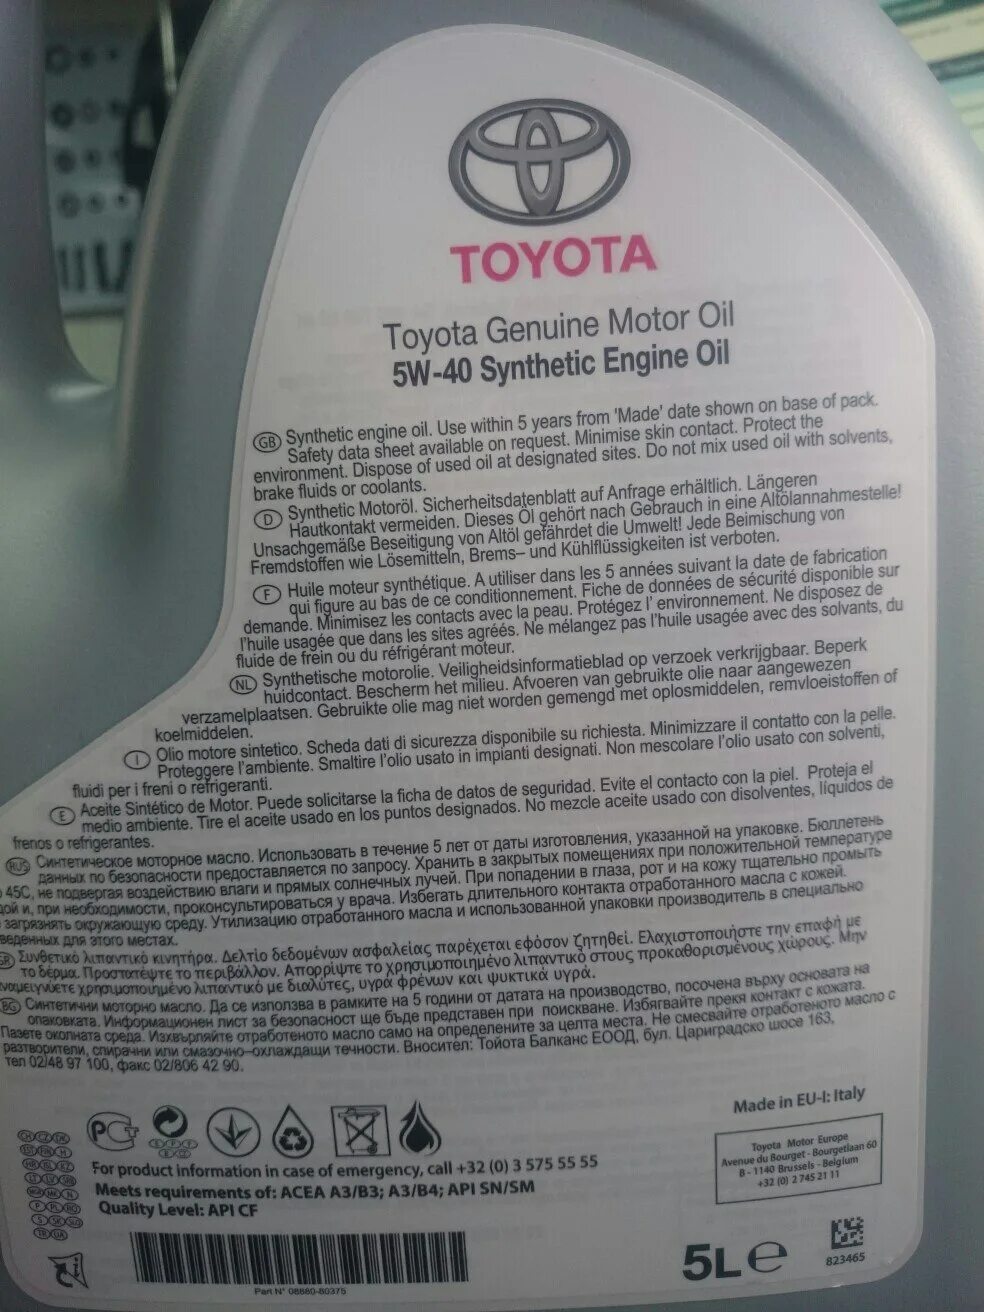 TOYOTA
Toyota Genuine Motor Oil
5W-40 Synthetic Engine Oil
GB Synthetic engine oil. Use within 5 years from 'Made' date shown on base of pack.
Safety data sheet available on request. Minimise skin contact. Protect the
environment. Dispose of used oil at designated sites. Do not mix used oil with solvents,
brake fluids or coolants.
D Synthetic Motoröl. Sicherheitsdatenblatt auf Anfrage erhältlich. Längeren
Hautkontakt vermeiden. Dieses Öl gehört nach Gebrauch in eine Altölannahmestelle!
Unsachgemäße Beseitigung von Altöl gefährdet die Umwelt! Jede Beimischung von
Fremdstoffen wie Lösemitteln, Brems– und Kühlflüssigkeiten ist verboten.
F Huile moteur synthétique. A utiliser dans les 5 années suivant la date de fabrication
qui figure au bas de ce conditionnement. Fiche de données de sécurité disponible sur
demande. Minimisez les contacts avec la peau. Protégez l' environnement. Ne disposez de
l'huile usagée que dans les sites agréés. Ne mélangez pas l'huile usagée avec des solvants, du
fluide de frein ou du réfrigérant moteur.
NL Synthetische motorolie. Veiligheidsinformatieblad op verzoek verkrijgbaar. Beperk
huidcontact. Bescherm het milieu. Afvoeren van gebruikte olie naar aangewezen
verzamelplaatsen. Gebruikte olie mag niet worden gemengd met oplosmiddelen, remvloeistoffen of
koelmiddelen.
I Olio motore sintetico. Scheda dati di sicurezza disponibile su richiesta. Minimizzare il contatto con la pelle.
Proteggere l'ambiente. Smaltire l'olio usato in impianti designati. Non mescolare l'olio usato con solventi,
fluidi per i freni o refrigeranti.
E Aceite Sintético de Motor. Puede solicitarse la ficha de datos de seguridad. Evite el contacto con la piel. Proteja el
medio ambiente. Tire el aceite usado en los puntos designados. No mezcle aceite usado con disolventes, líquidos de
frenos o refrigerantes.
RUS Синтетическое моторное масло. Использовать в течение 5 лет от даты изготовления, указанной на упаковке. Бюллетень
данных по безопасности предоставляется по запросу. Хранить в закрытых помещениях при положительной температуре
45С, не подвергая воздействию влаги и прямых солнечных лучей. При попадении в глаза, рот и на кожу тщательно промыть
дой и, при необходимости, проконсультироваться у врача. Избегать длительного контакта отработанного масла с кожей.
загрязнять окружающую среду. Утилизацию отработанного масла и использованной упаковки производитель в специально
веденных для этого местах.
GR Συνθετικό λιπαντικό κινητήρα. Δελτίο δεδομένων ασφαλείας παρέχεται εφόσον ζητηθεί. Ελαχιστοποιήστε την επαφή με
το δέρμα. Προστατέψτε το περιβάλλον. Απορρίψτε το χρησιμοποιημένο λιπαντικό στους προκαθορισμένους χώρους. Μην
αναμειγνύετε χρησιμοποιημένο λιπαντικό με διαλύτες, υγρά φρένων και ψυκτικά υγρά.
BG Синтетични моторно масло. Да се използва в рамките на 5 години от датата на производство, посочена върху основата на
опаковката. Информационен лист за безопасност ще бъде представен при поискване. Избягвайте прекя контакт с кожата.
Пазете околната среда. Изхвърляйте отработеното масло само на определените за целта места. Не смесвайте отработеното масло с
разтворители, спирачни или смазочно–охлаждащи течности. Вносител: Тойота Балканс ЕООД, бул. Цариградско шосе 163,
тел 02/48 97 100, факс 02/806 42 90.
Made in EU-I: Italy
Toyota Motor Europe
Avenue du Bourget - Bourgetlaan 60
B - 1140 Brussels - Belgium
+32 (0) 2 745 21 11
For product information in case of emergency, call +32 (0) 3 575 55 55
Meets requirements of: ACEA A3/B3; A3/B4; API SN/SM
Quality Level: API CF
Part N° 08880-80375
5L e
823465